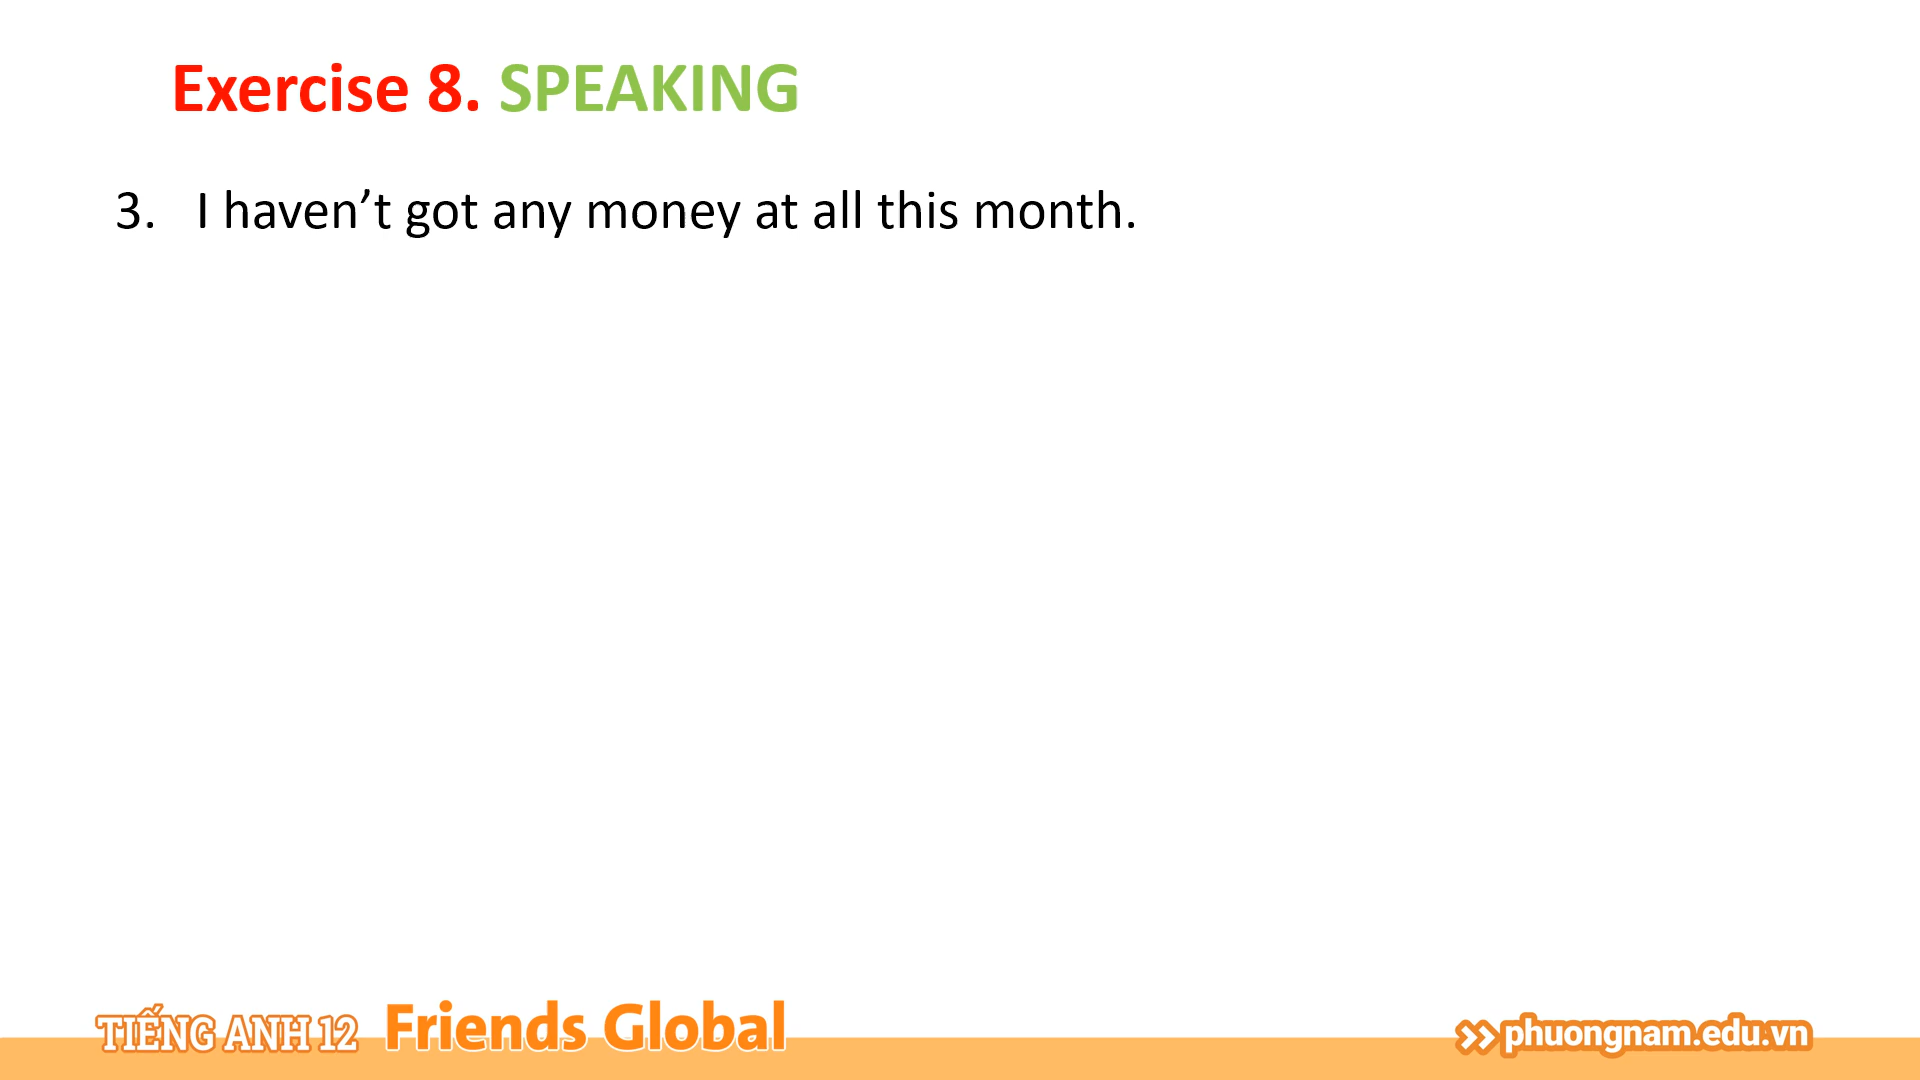 Exercise 8. SPEAKING
3. I haven’t got any money at all this month.
TIẾNG ANH 12 Friends Global
phuongnam.edu.vn